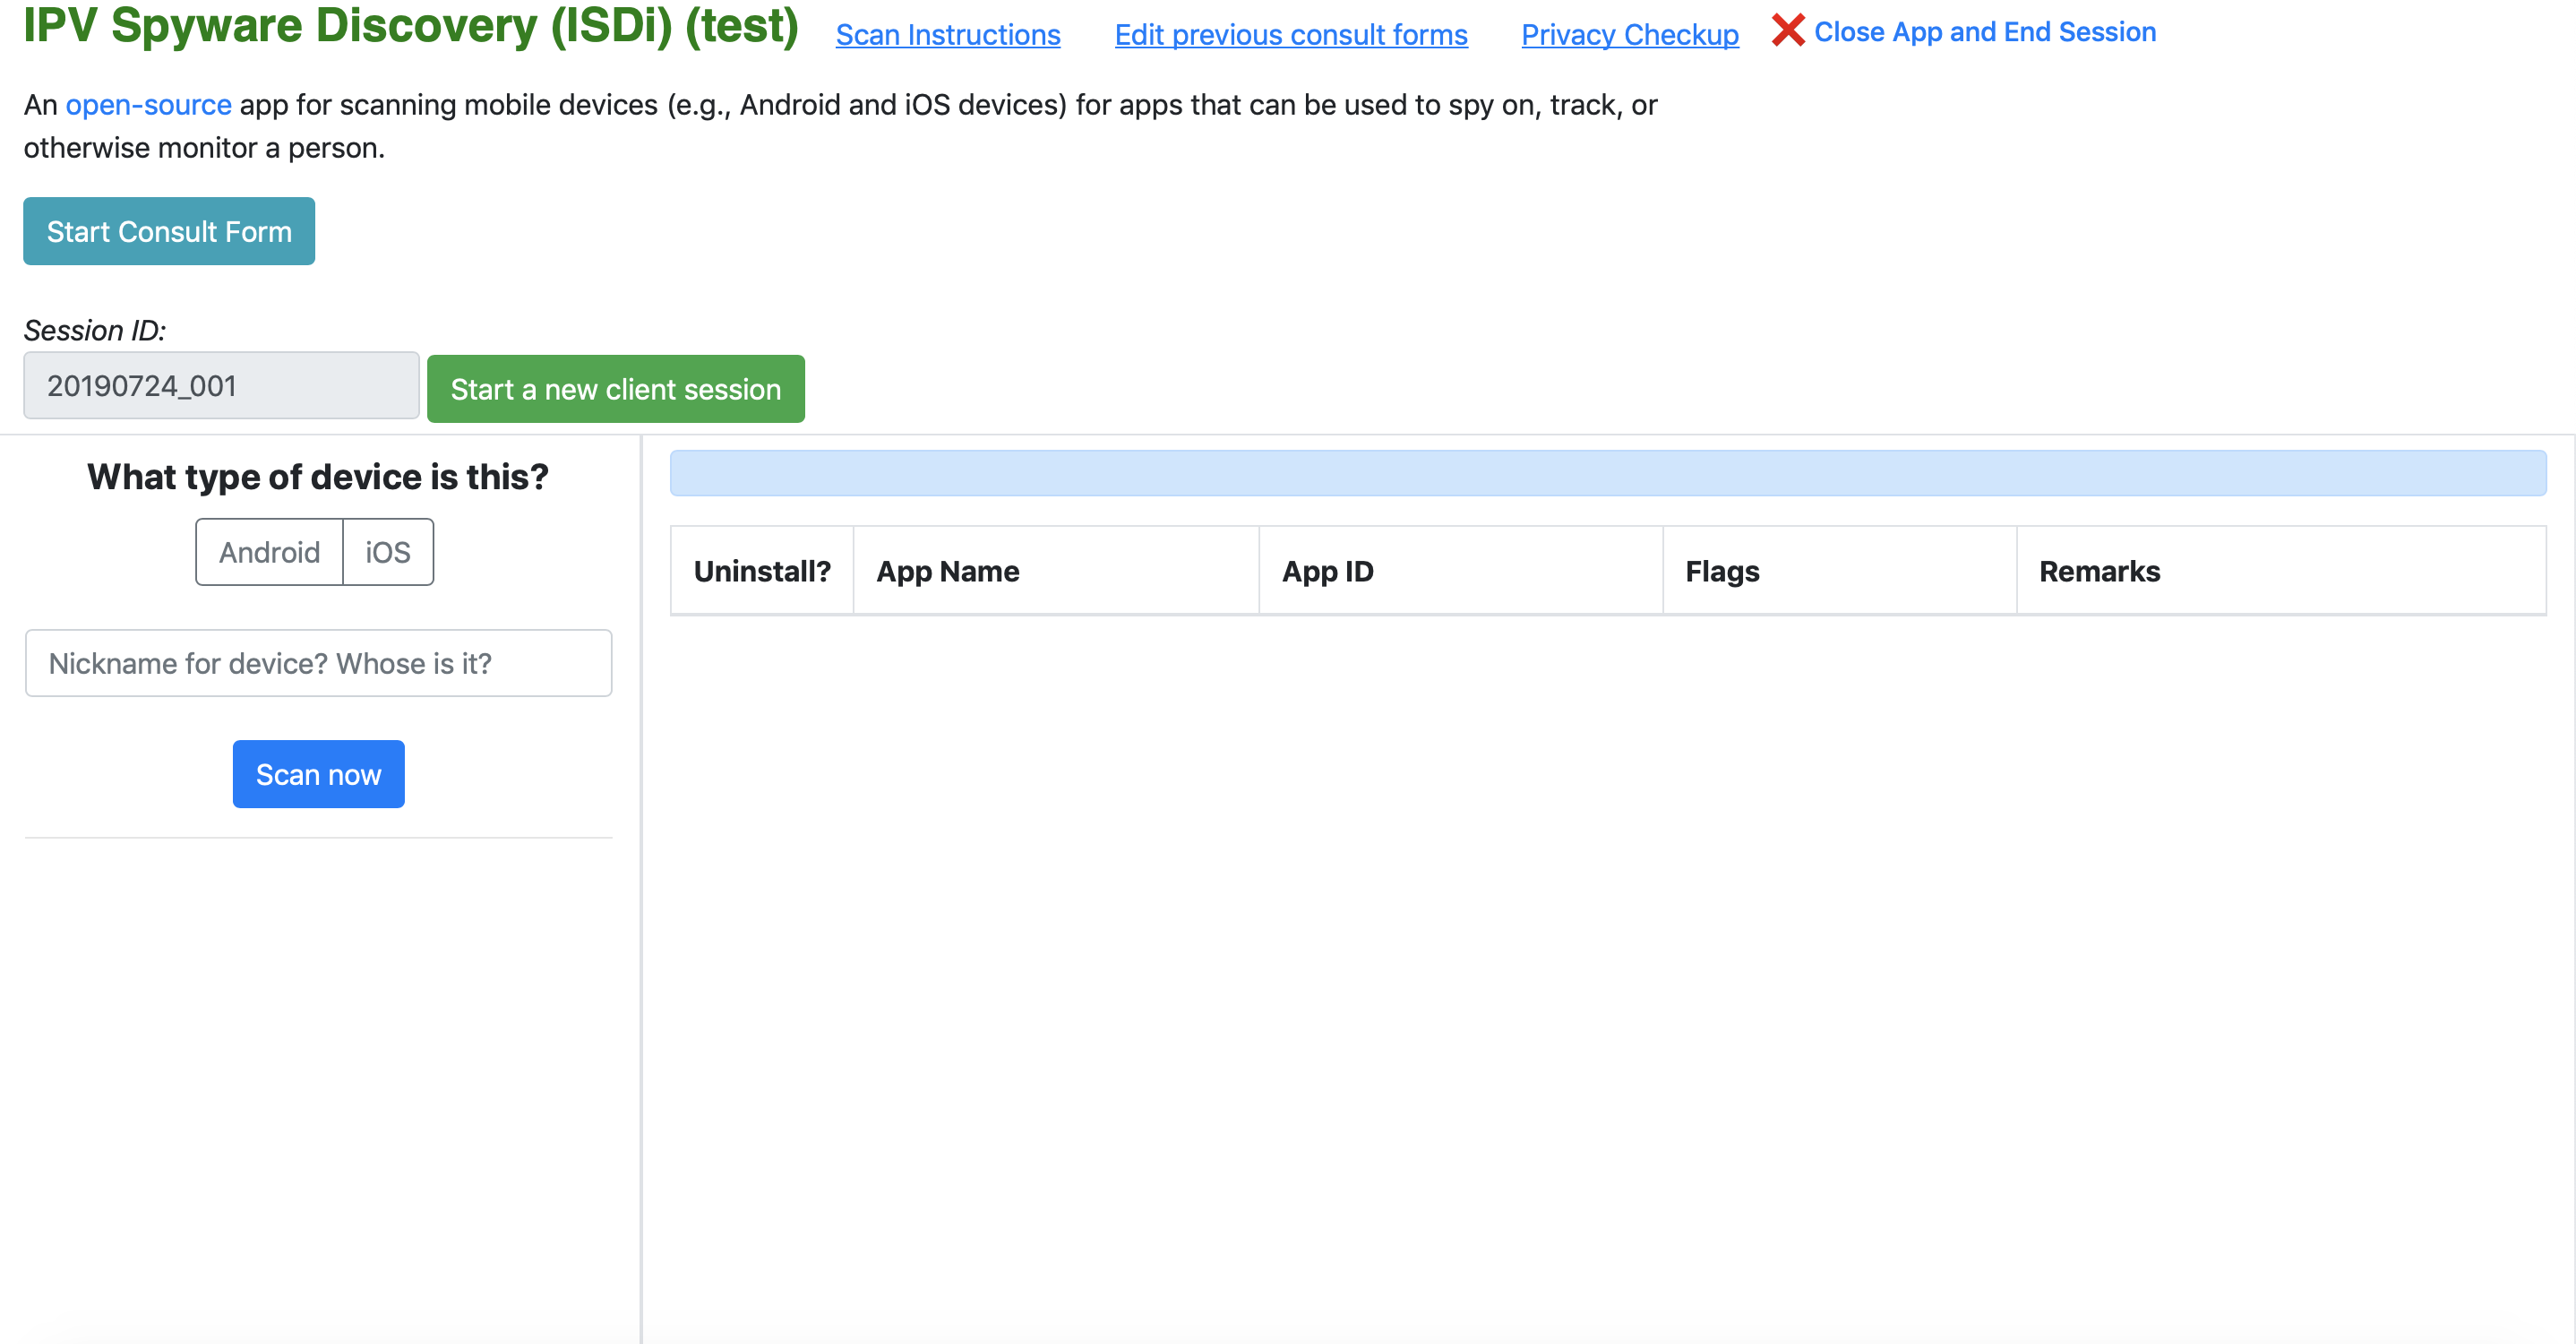 IPV Spyware Discovery (ISDi) (test) Scan Instructions Edit previous consult forms Privacy Checkup ❌ Close App and End Session
An open-source app for scanning mobile devices (e.g., Android and iOS devices) for apps that can be used to spy on, track, or
otherwise monitor a person.
Start Consult Form
Session ID:
20190724_001 Start a new client session
What type of device is this?
Android iOS
Nickname for device? Whose is it?
Scan now
Uninstall? App Name App ID Flags Remarks